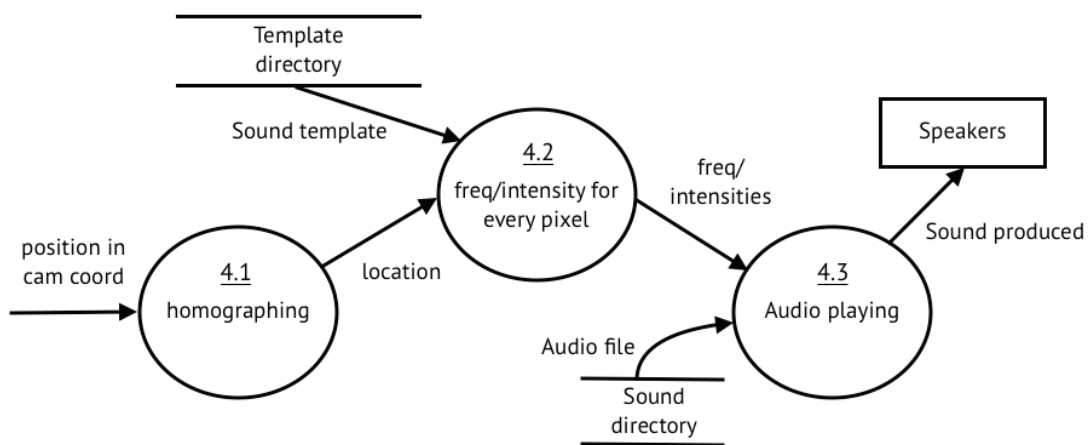 Template
directory
Sound template
4.2
freq/intensity for
every pixel
freq/
intensities
Speakers
Sound produced
position in
cam coord
4.1
homographing
location
4.3
Audio playing
Audio file
Sound
directory